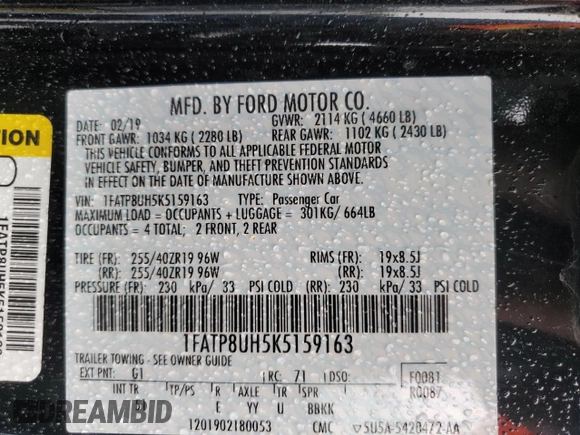 MFD. BY FORD MOTOR CO.
DATE: 02/19 GVWR: 2114 KG ( 4660 LB)
FRONT GAWR: 1034 KG ( 2280 LB) REAR GAWR: 1102 KG ( 2430 LB)
THIS VEHICLE CONFORMS TO ALL APPLICABLE FEDERAL MOTOR
VEHICLE SAFETY, BUMPER, AND THEFT PREVENTION STANDARDS
IN EFFECT ON THE DATE OF MANUFACTURE SHOWN ABOVE.
VIN: 1FATP8UH5K5159163 TYPE: Passenger Car
MAXIMUM LOAD = OCCUPANTS + LUGGAGE = 301KG/ 664LB
OCCUPANTS = 4 TOTAL; 2 FRONT, 2 REAR
TIRE (FR): 255/40ZR19 96W RIMS (FR): 19x8.5J
(RR): 255/40ZR19 96W (RR): 19x8.5J
PRESSURE (FR): 230 kPa/ 33 PSI COLD (RR): 230 kPa/ 33 PSI COLD
1FATP8UH5K5159163
TRAILER TOWING - SEE OWNER GUIDE
EXT PNT: G1 RC: 71 DSO: F0081
R0087
INT TR TP/PS R AXLE TR SPR
E YY U BBKK
1201902180053 CMC 5U5A-5420472-AA
DREAMBID
TION